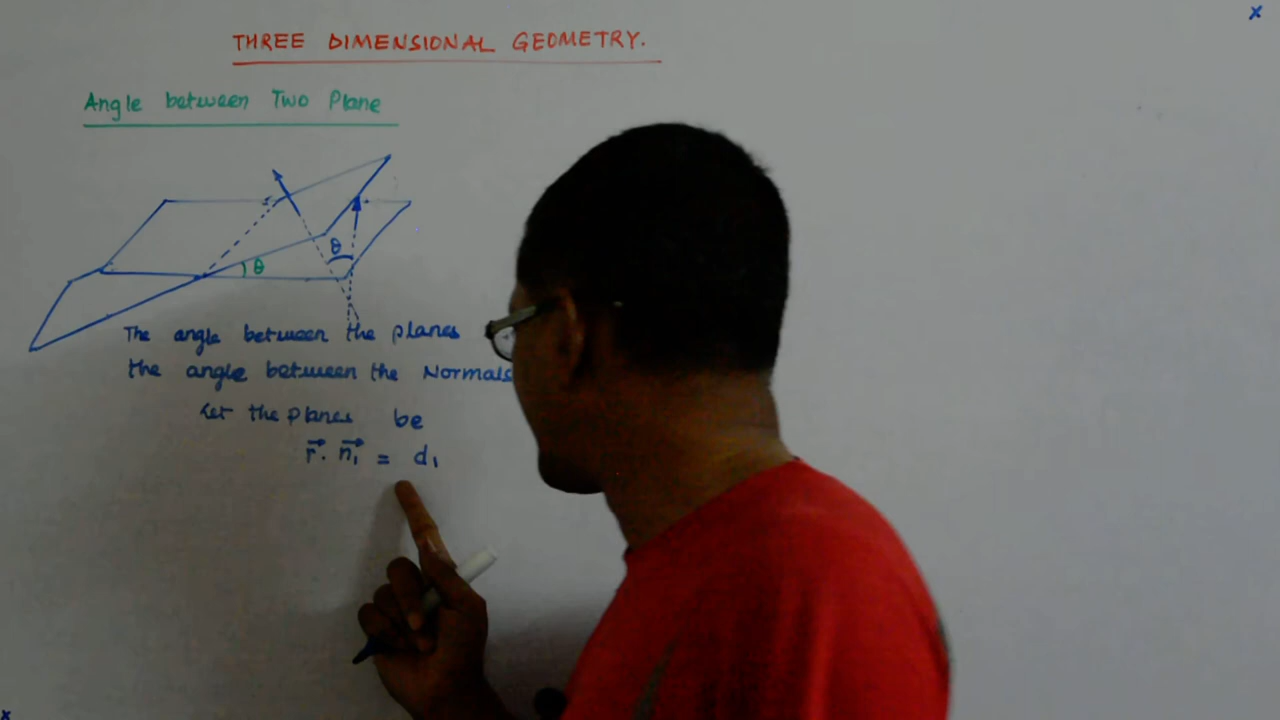 THREE DIMENSIONAL GEOMETRY.
Angle between Two Plane
θ
θ
The angle between the planes
the angle between the Normals
Let the planes be
r⃗. n⃗₁ = d₁